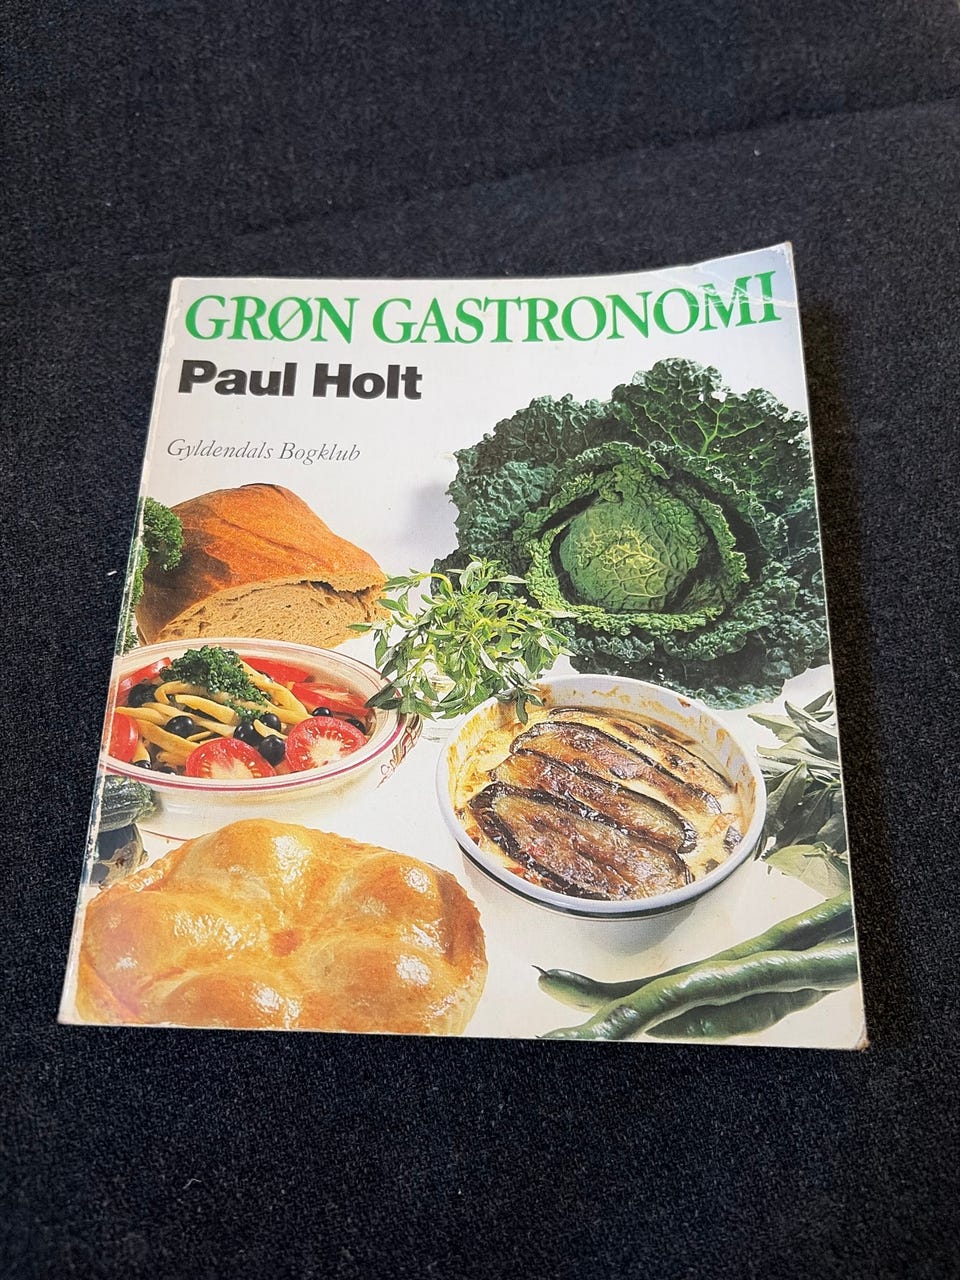 GRØN GASTRONOMI
Paul Holt
Gyldendals Bogklub